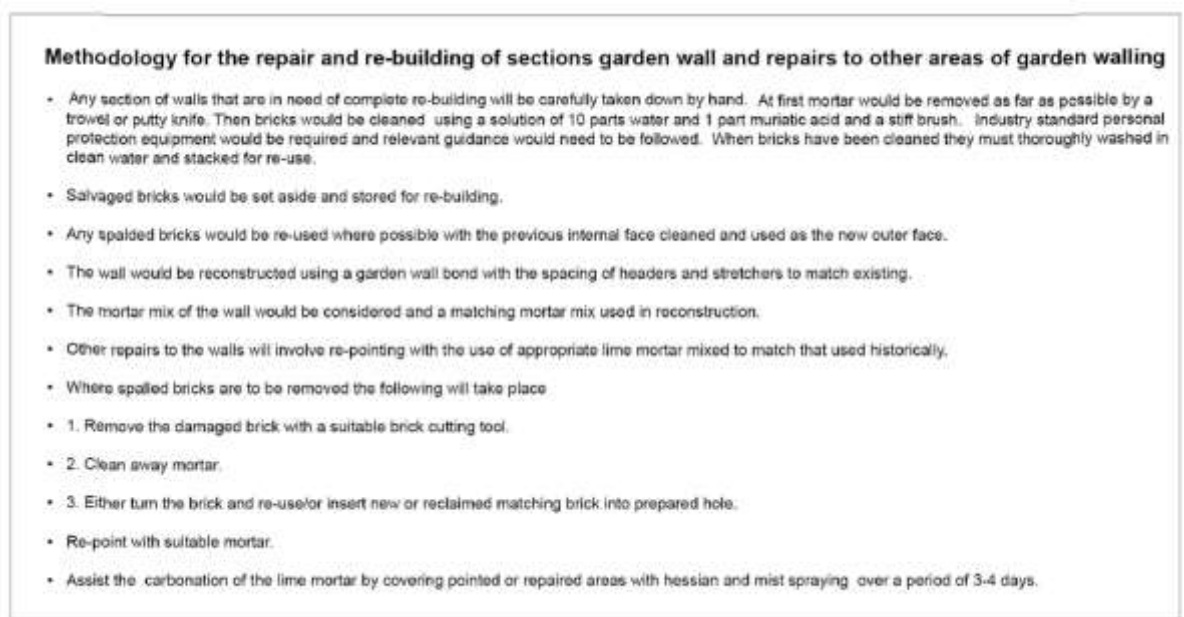 Methodology for the repair and re-building of sections garden wall and repairs to other areas of garden walling
• Any section of walls that are in need of complete re-building will be carefully taken down by hand. At first mortar would be removed as far as possible by a
trowel or putty knife. Then bricks would be cleaned using a solution of 10 parts water and 1 part muriatic acid and a stiff brush. Industry standard personal
protection equipment would be required and relevant guidance would need to be followed. When bricks have been cleaned they must thoroughly washed in
clean water and stacked for re-use.
• Salvaged bricks would be set aside and stored for re-building.
• Any spalded bricks would be re-used where possible with the previous internal face cleaned and used as the new outer face.
• The wall would be reconstructed using a garden wall bond with the spacing of headers and stretchers to match existing.
• The mortar mix of the wall would be considered and a matching mortar mix used in reconstruction.
• Other repairs to the walls will involve re-pointing with the use of appropriate lime mortar mixed to match that used historically.
• Where spalled bricks are to be removed the following will take place
• 1. Remove the damaged brick with a suitable brick cutting tool.
• 2. Clean away mortar.
• 3. Either turn the brick and re-use/or insert new or reclaimed matching brick into prepared hole.
• Re-point with suitable mortar.
• Assist the carbonation of the lime mortar by covering pointed or repaired areas with hessian and mist spraying over a period of 3-4 days.